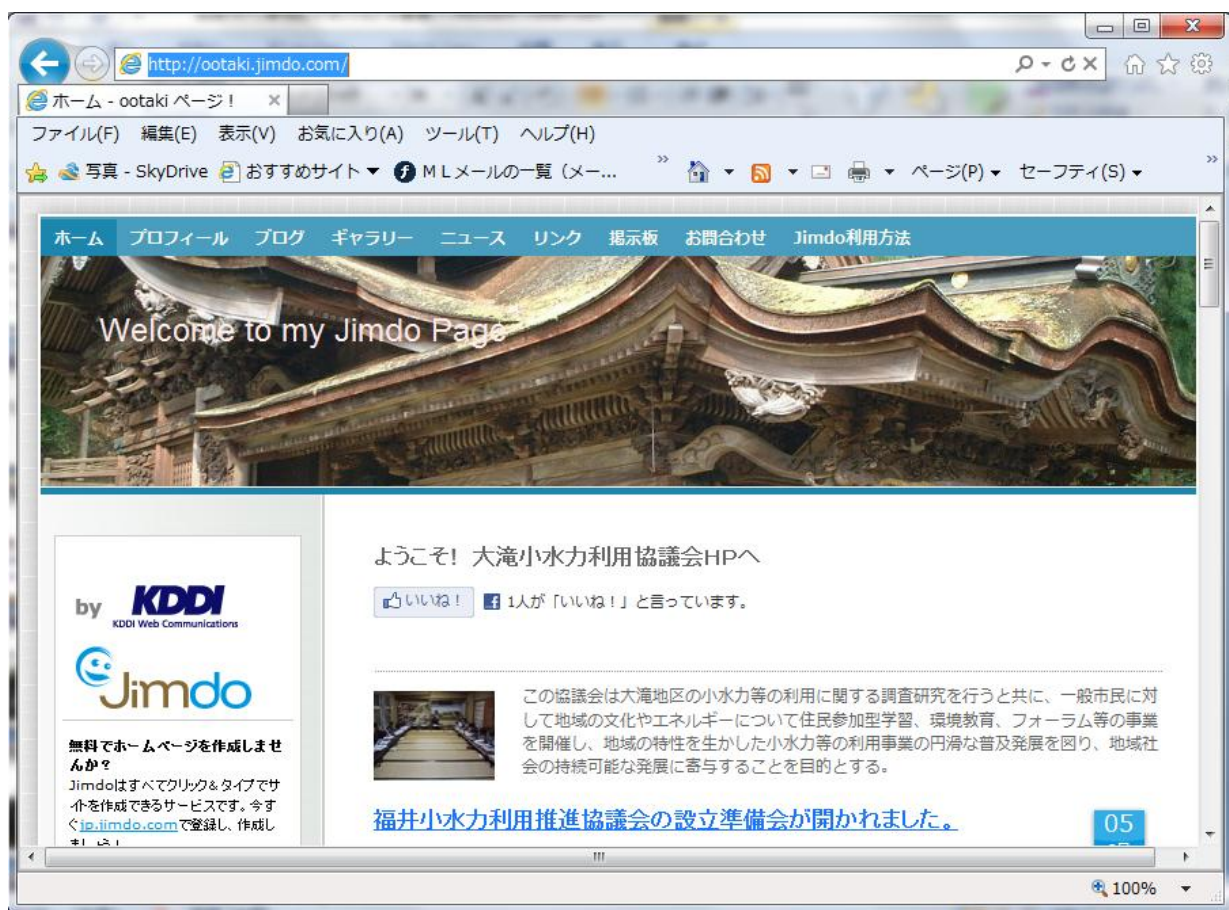 http://ootaki.jimdo.com/
ホーム - ootaki ページ！
ファイル(F) 編集(E) 表示(V) お気に入り(A) ツール(T) ヘルプ(H)
写真 - SkyDrive おすすめサイト ＭＬメールの一覧（メー... ページ(P) セーフティ(S)
ホーム プロフィール ブログ ギャラリー ニュース リンク 掲示板 お問合わせ Jimdo利用方法
Welcome to my Jimdo Page
ようこそ! 大滝小水力利用協議会HPへ
いいね！ 1人が「いいね！」と言っています。
by KDDI
KDDI Web Communications
Jimdo
無料でホームページを作成しませ
んか？
Jimdoはすべてクリック&タイプでサ
イトを作成できるサービスです。今す
ぐjp.jimdo.comで登録し、作成し
ましょう!
この協議会は大滝地区の小水力等の利用に関する調査研究を行うと共に、一般市民に対
して地域の文化やエネルギーについて住民参加型学習、環境教育、フォーラム等の事業
を開催し、地域の特性を生かした小水力等の利用事業の円滑な普及発展を図り、地域社
会の持続可能な発展に寄与することを目的とする。
福井小水力利用推進協議会の設立準備会が開かれました。
05
100%